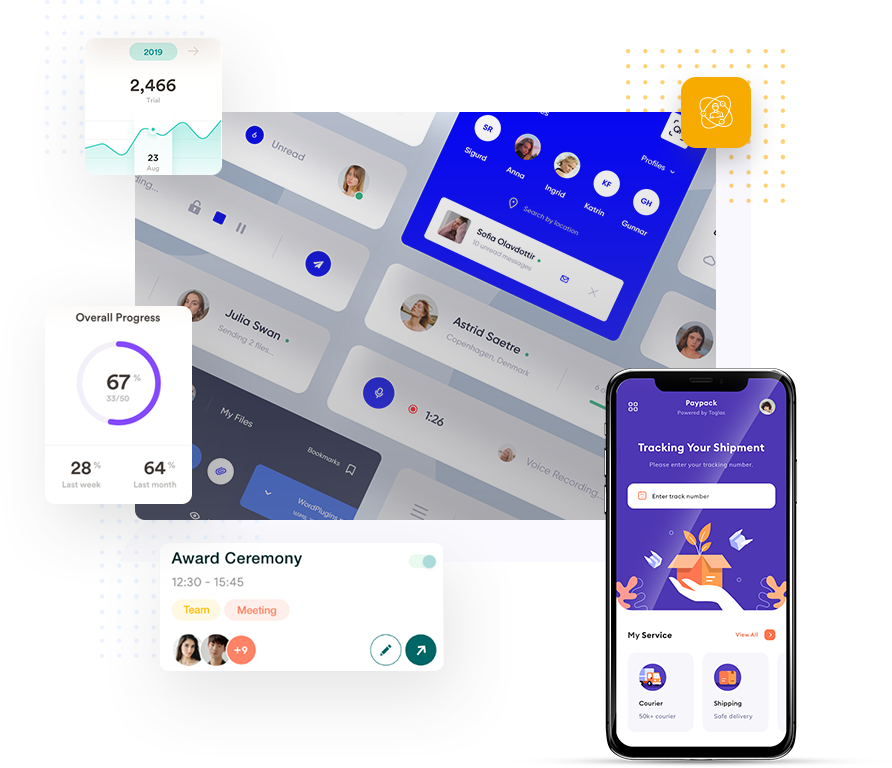 2019
2,466
Trial
23
Aug
6
Unread
SR
Sigurd
Anna
Ingrid
KF
Katrin
GH
Gunnar
Profiles
Search by location
Sofia Olavdottir
10 unread messages
Julia Swan
Sending 2 files...
Astrid Saetre
Copenhagen, Denmark
1:26
Voice Recording...
My Files
Bookmarks
WordPlugins
Overall Progress
67%
33/50
28%
Last week
64%
Last month
Award Ceremony
12:30 - 15:45
Team
Meeting
+9
Paypack
Powered by Toglas
Tracking Your Shipment
Please enter your tracking number.
Enter track number
My Service
View All
Courier
50k+ courier
Shipping
Safe delivery